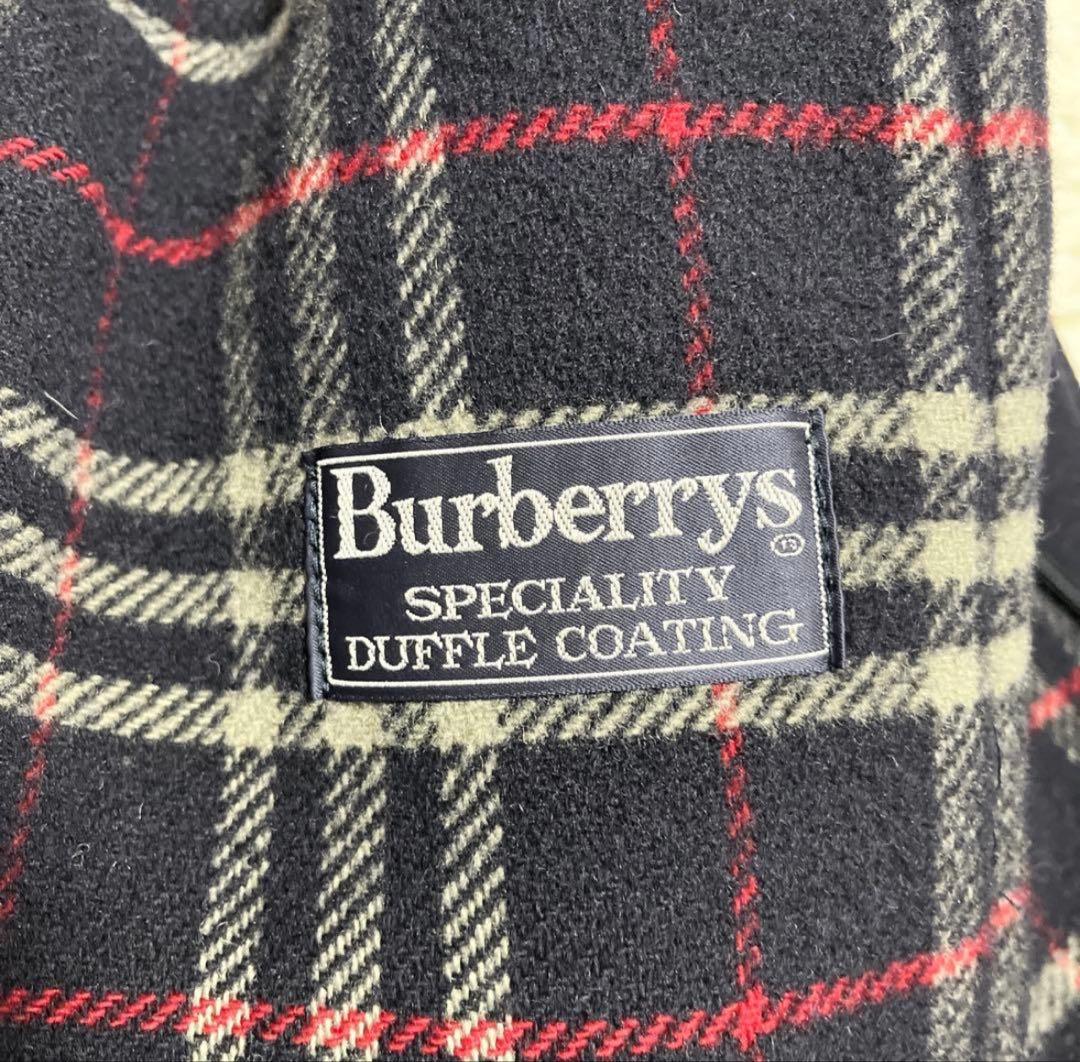 Burberrys
SPECIALITY
DUFFLE COATING